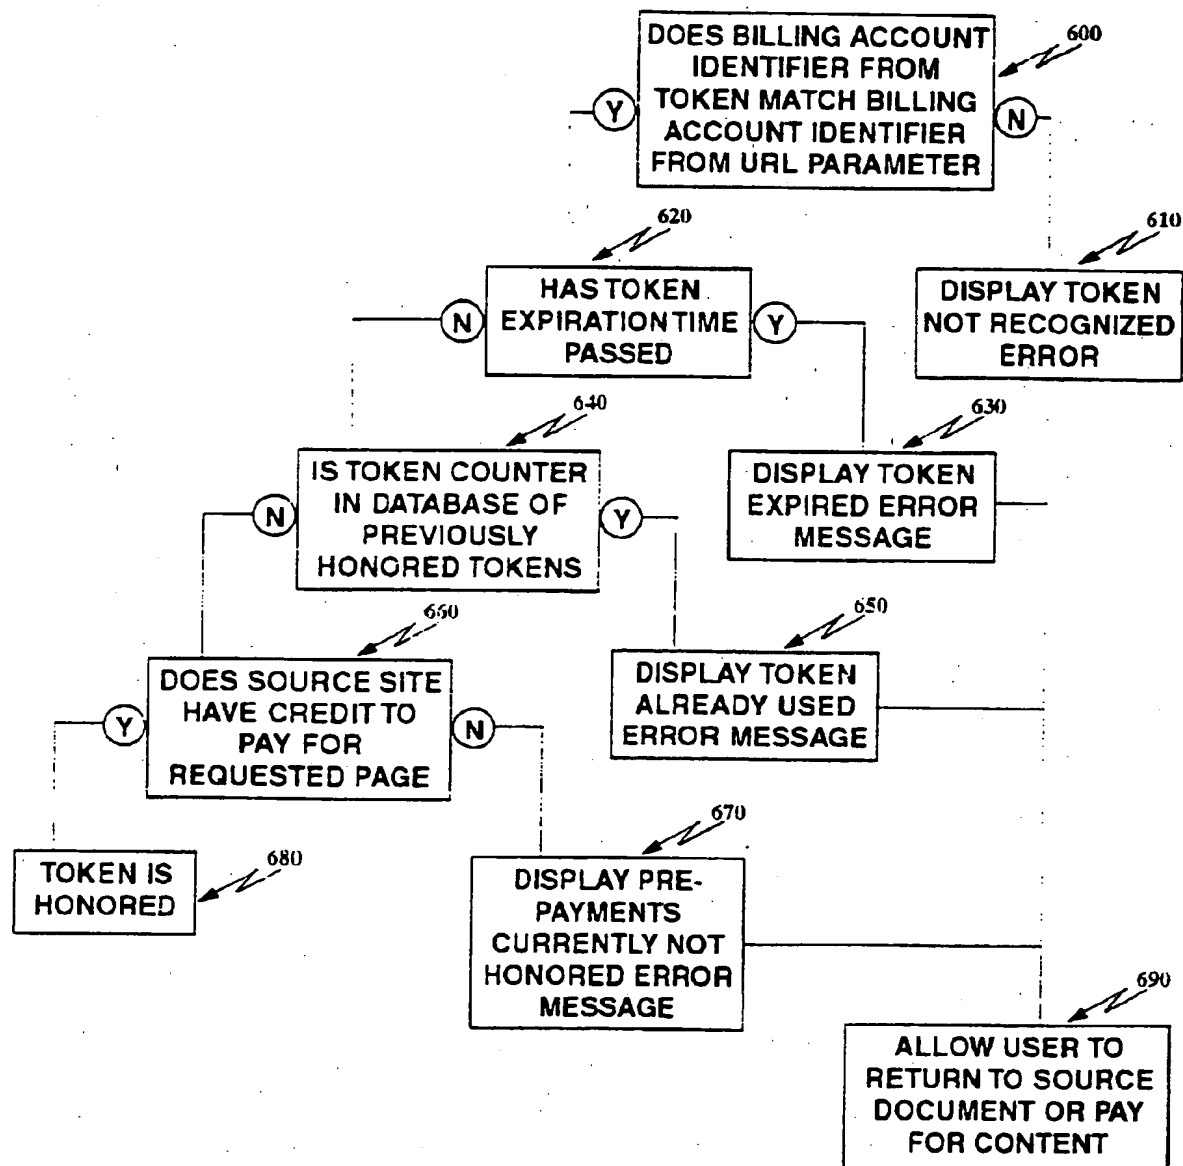 DOES BILLING ACCOUNT
IDENTIFIER FROM
TOKEN MATCH BILLING
ACCOUNT IDENTIFIER
FROM URL PARAMETER
600
Y
N
620
610
HAS TOKEN
EXPIRATION TIME
PASSED
N
Y
DISPLAY TOKEN
NOT RECOGNIZED
ERROR
640
630
IS TOKEN COUNTER
IN DATABASE OF
PREVIOUSLY
HONORED TOKENS
N
Y
DISPLAY TOKEN
EXPIRED ERROR
MESSAGE
660
650
DOES SOURCE SITE
HAVE CREDIT TO
PAY FOR
REQUESTED PAGE
Y
N
DISPLAY TOKEN
ALREADY USED
ERROR MESSAGE
670
TOKEN IS
HONORED
680
DISPLAY PRE-
PAYMENTS
CURRENTLY NOT
HONORED ERROR
MESSAGE
690
ALLOW USER TO
RETURN TO SOURCE
DOCUMENT OR PAY
FOR CONTENT